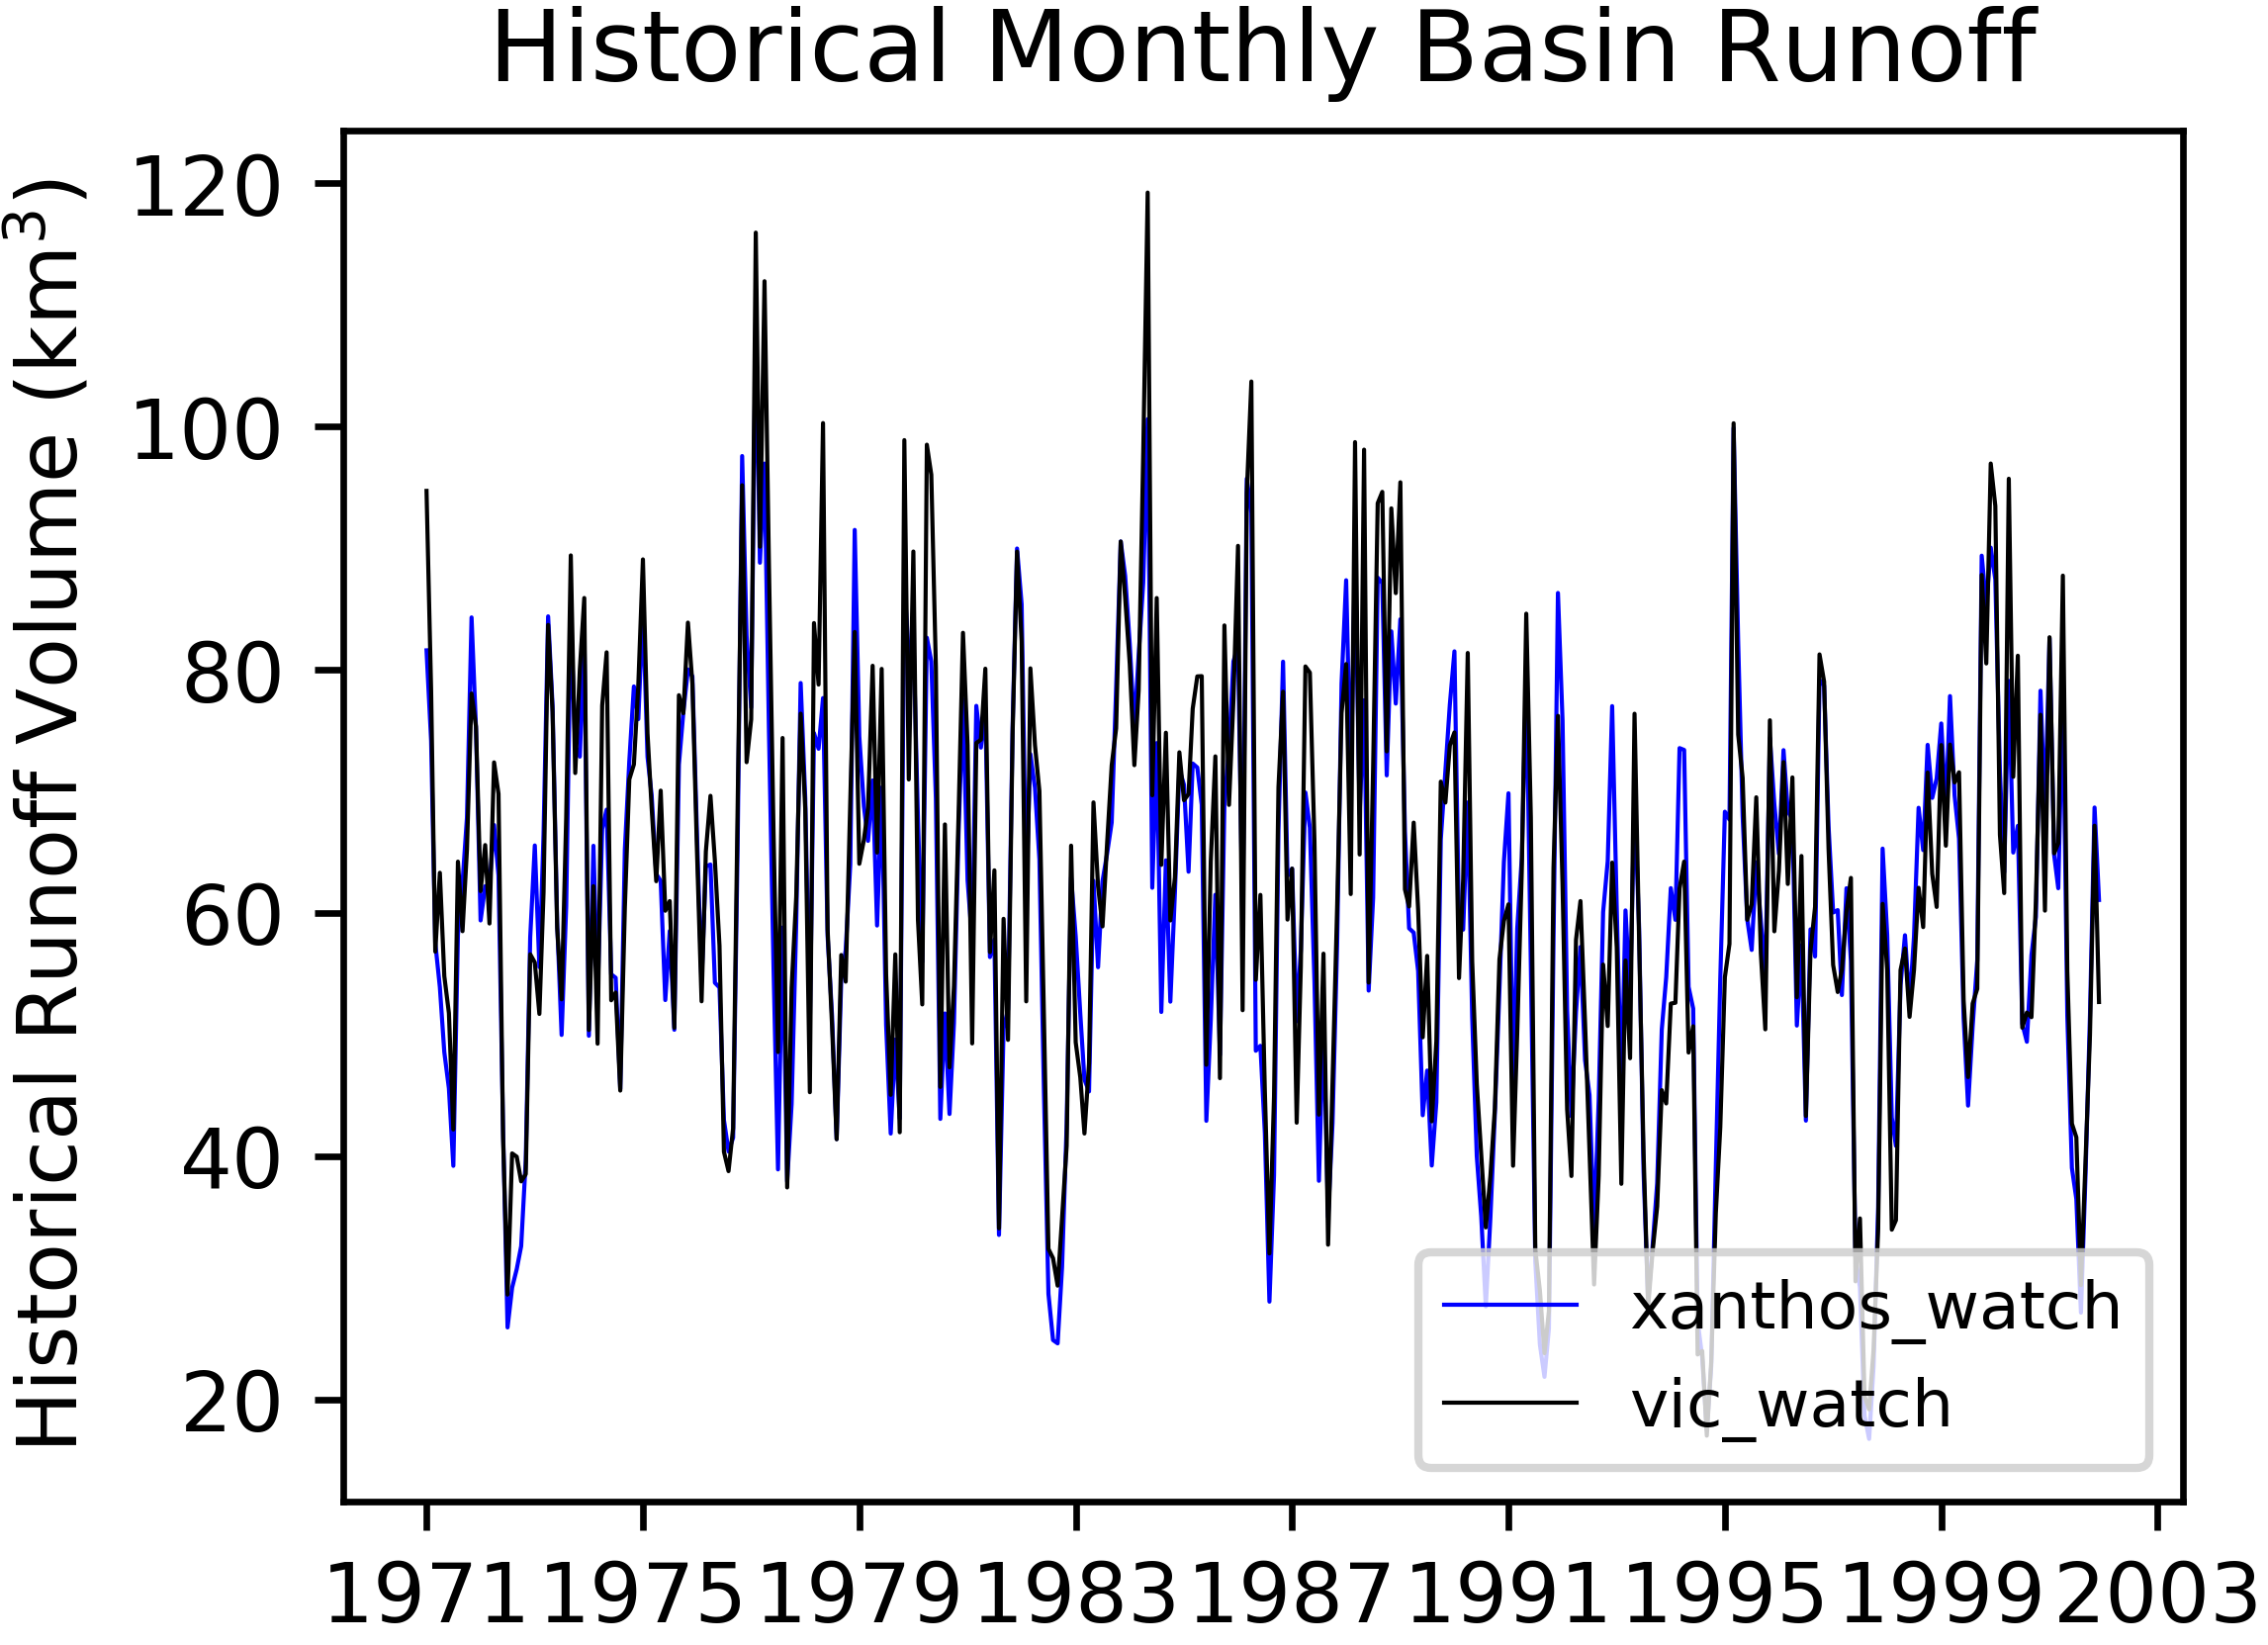 Historical Monthly Basin Runoff
Historical Runoff Volume (km³)
120
100
80
60
40
20
1971 1975 1979 1983 1987 1991 1995 1999 2003
xanthos_watch
vic_watch